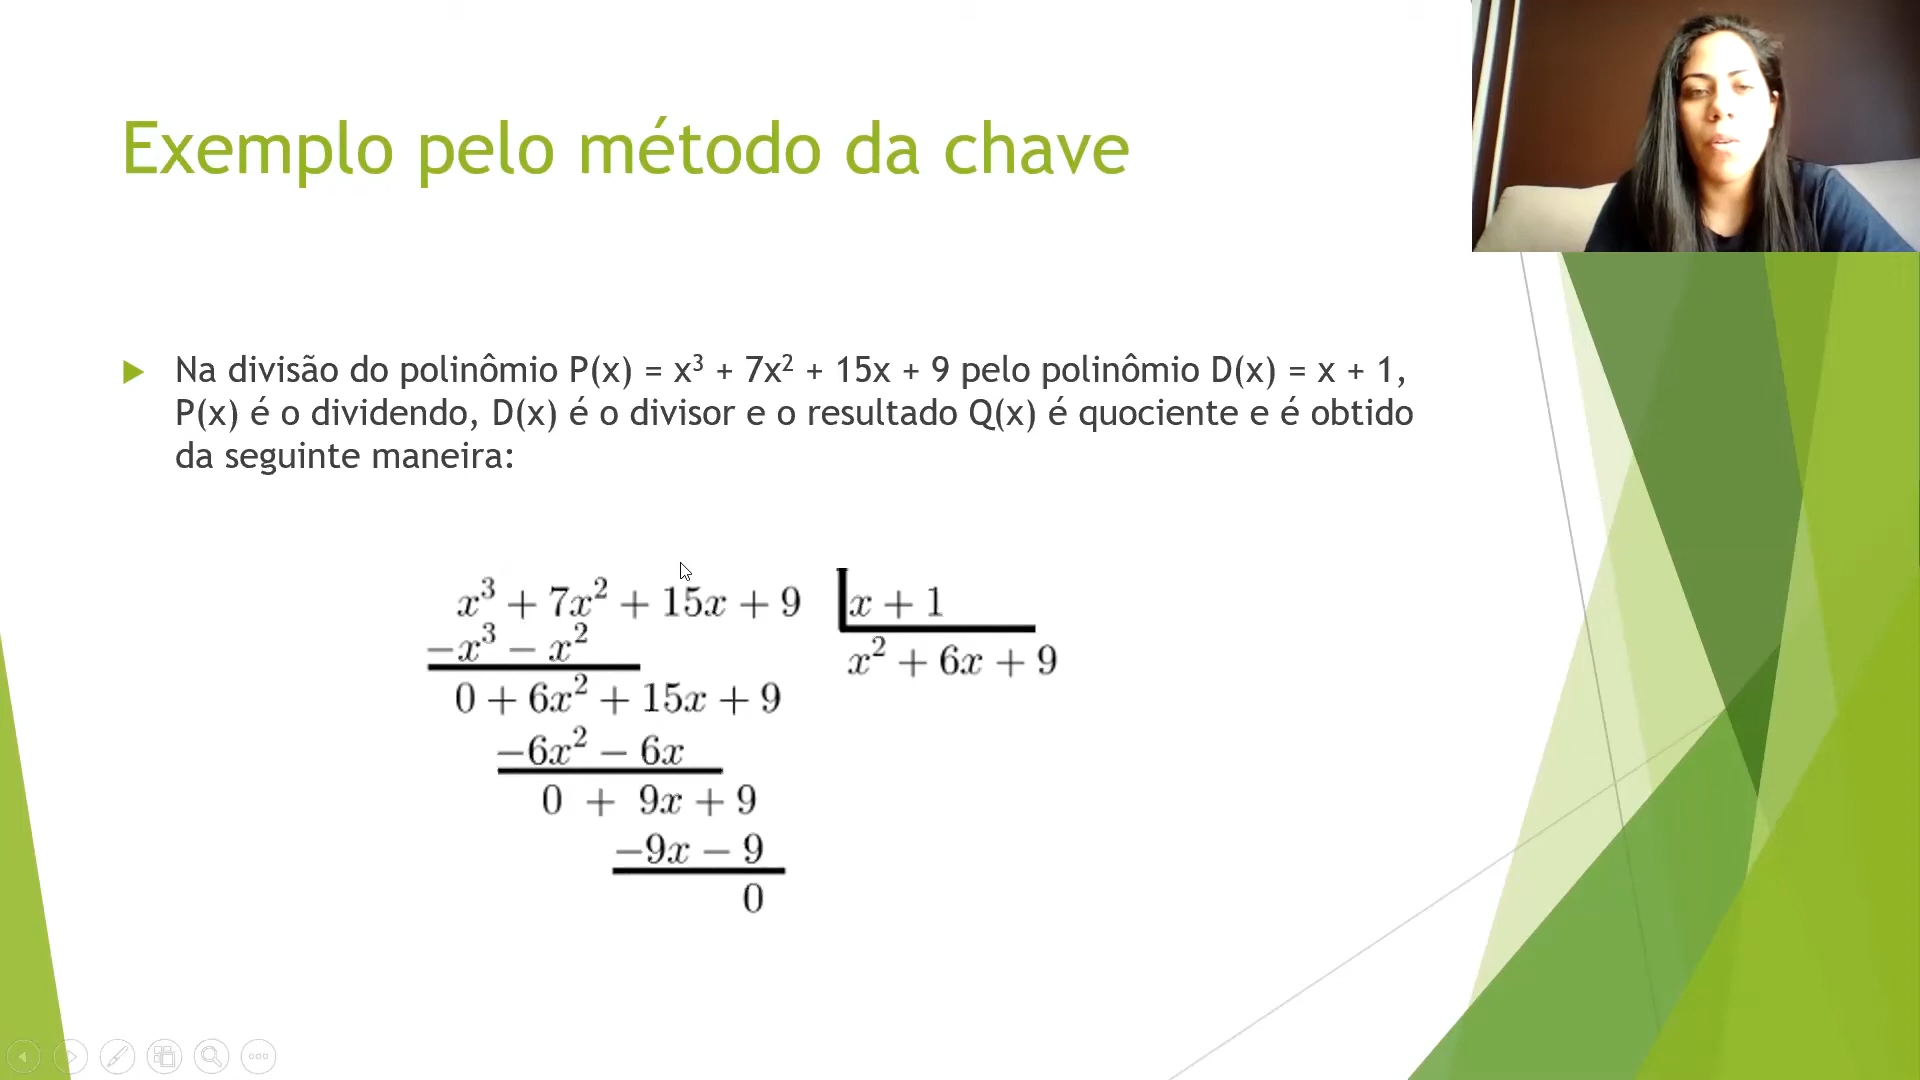 Exemplo pelo método da chave
Na divisão do polinômio P(x) = x³ + 7x² + 15x + 9 pelo polinômio D(x) = x + 1,
P(x) é o dividendo, D(x) é o divisor e o resultado Q(x) é quociente e é obtido
da seguinte maneira:
x³ + 7x² + 15x + 9 x + 1
−x³ − x²
x² + 6x + 9
0 + 6x² + 15x + 9
−6x² − 6x
0 + 9x + 9
−9x − 9
0